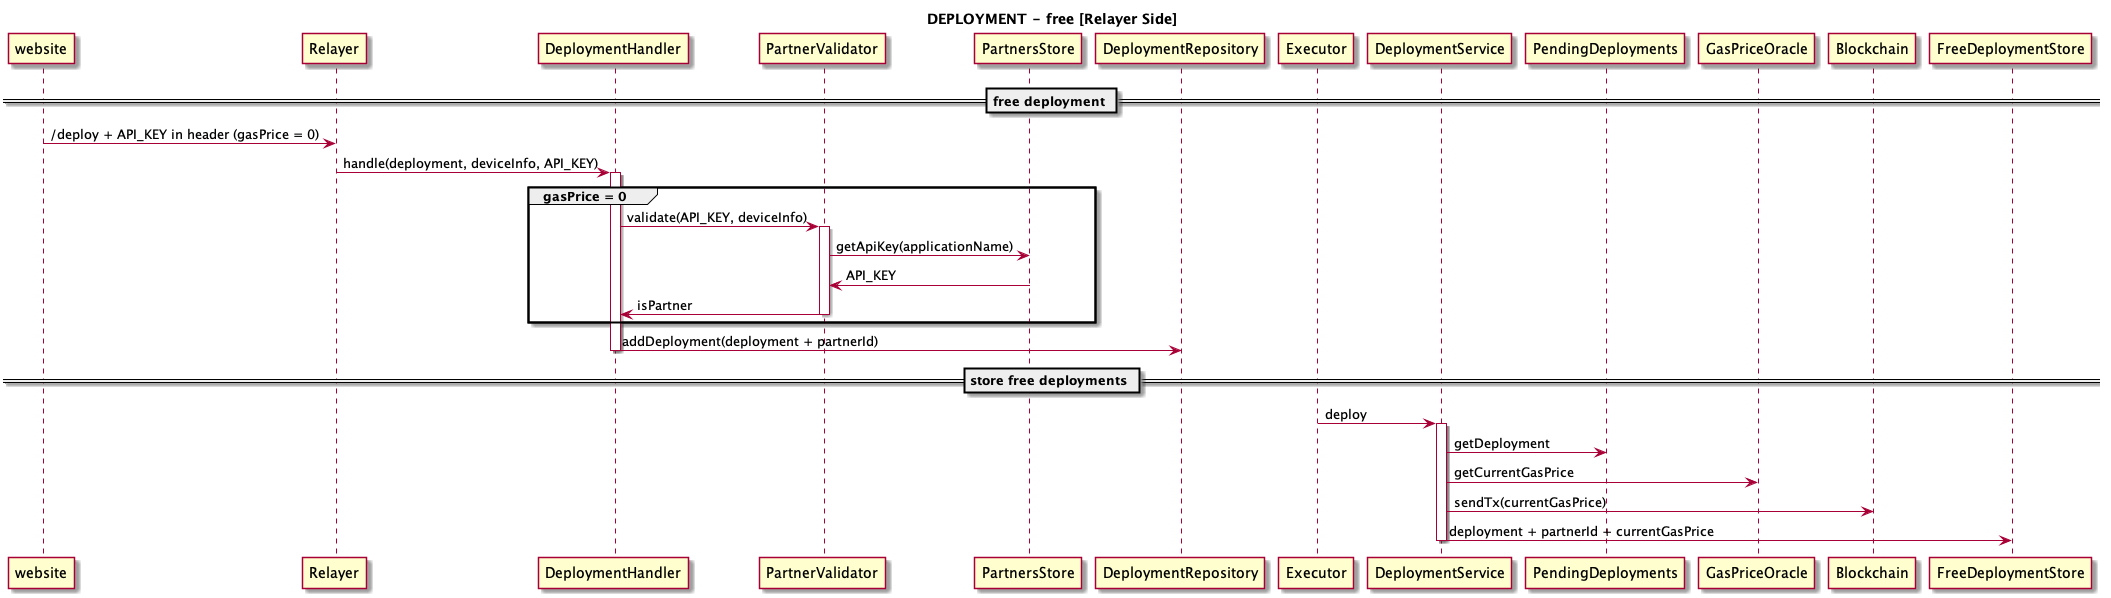 DEPLOYMENT - free [Relayer Side]
website Relayer DeploymentHandler PartnerValidator PartnersStore DeploymentRepository Executor DeploymentService PendingDeployments GasPriceOracle Blockchain FreeDeploymentStore
free deployment
/deploy + API_KEY in header (gasPrice = 0)
handle(deployment, deviceInfo, API_KEY)
gasPrice = 0
validate(API_KEY, deviceInfo)
getApiKey(applicationName)
API_KEY
isPartner
addDeployment(deployment + partnerId)
store free deployments
deploy
getDeployment
getCurrentGasPrice
sendTx(currentGasPrice)
deployment + partnerId + currentGasPrice
website Relayer DeploymentHandler PartnerValidator PartnersStore DeploymentRepository Executor DeploymentService PendingDeployments GasPriceOracle Blockchain FreeDeploymentStore